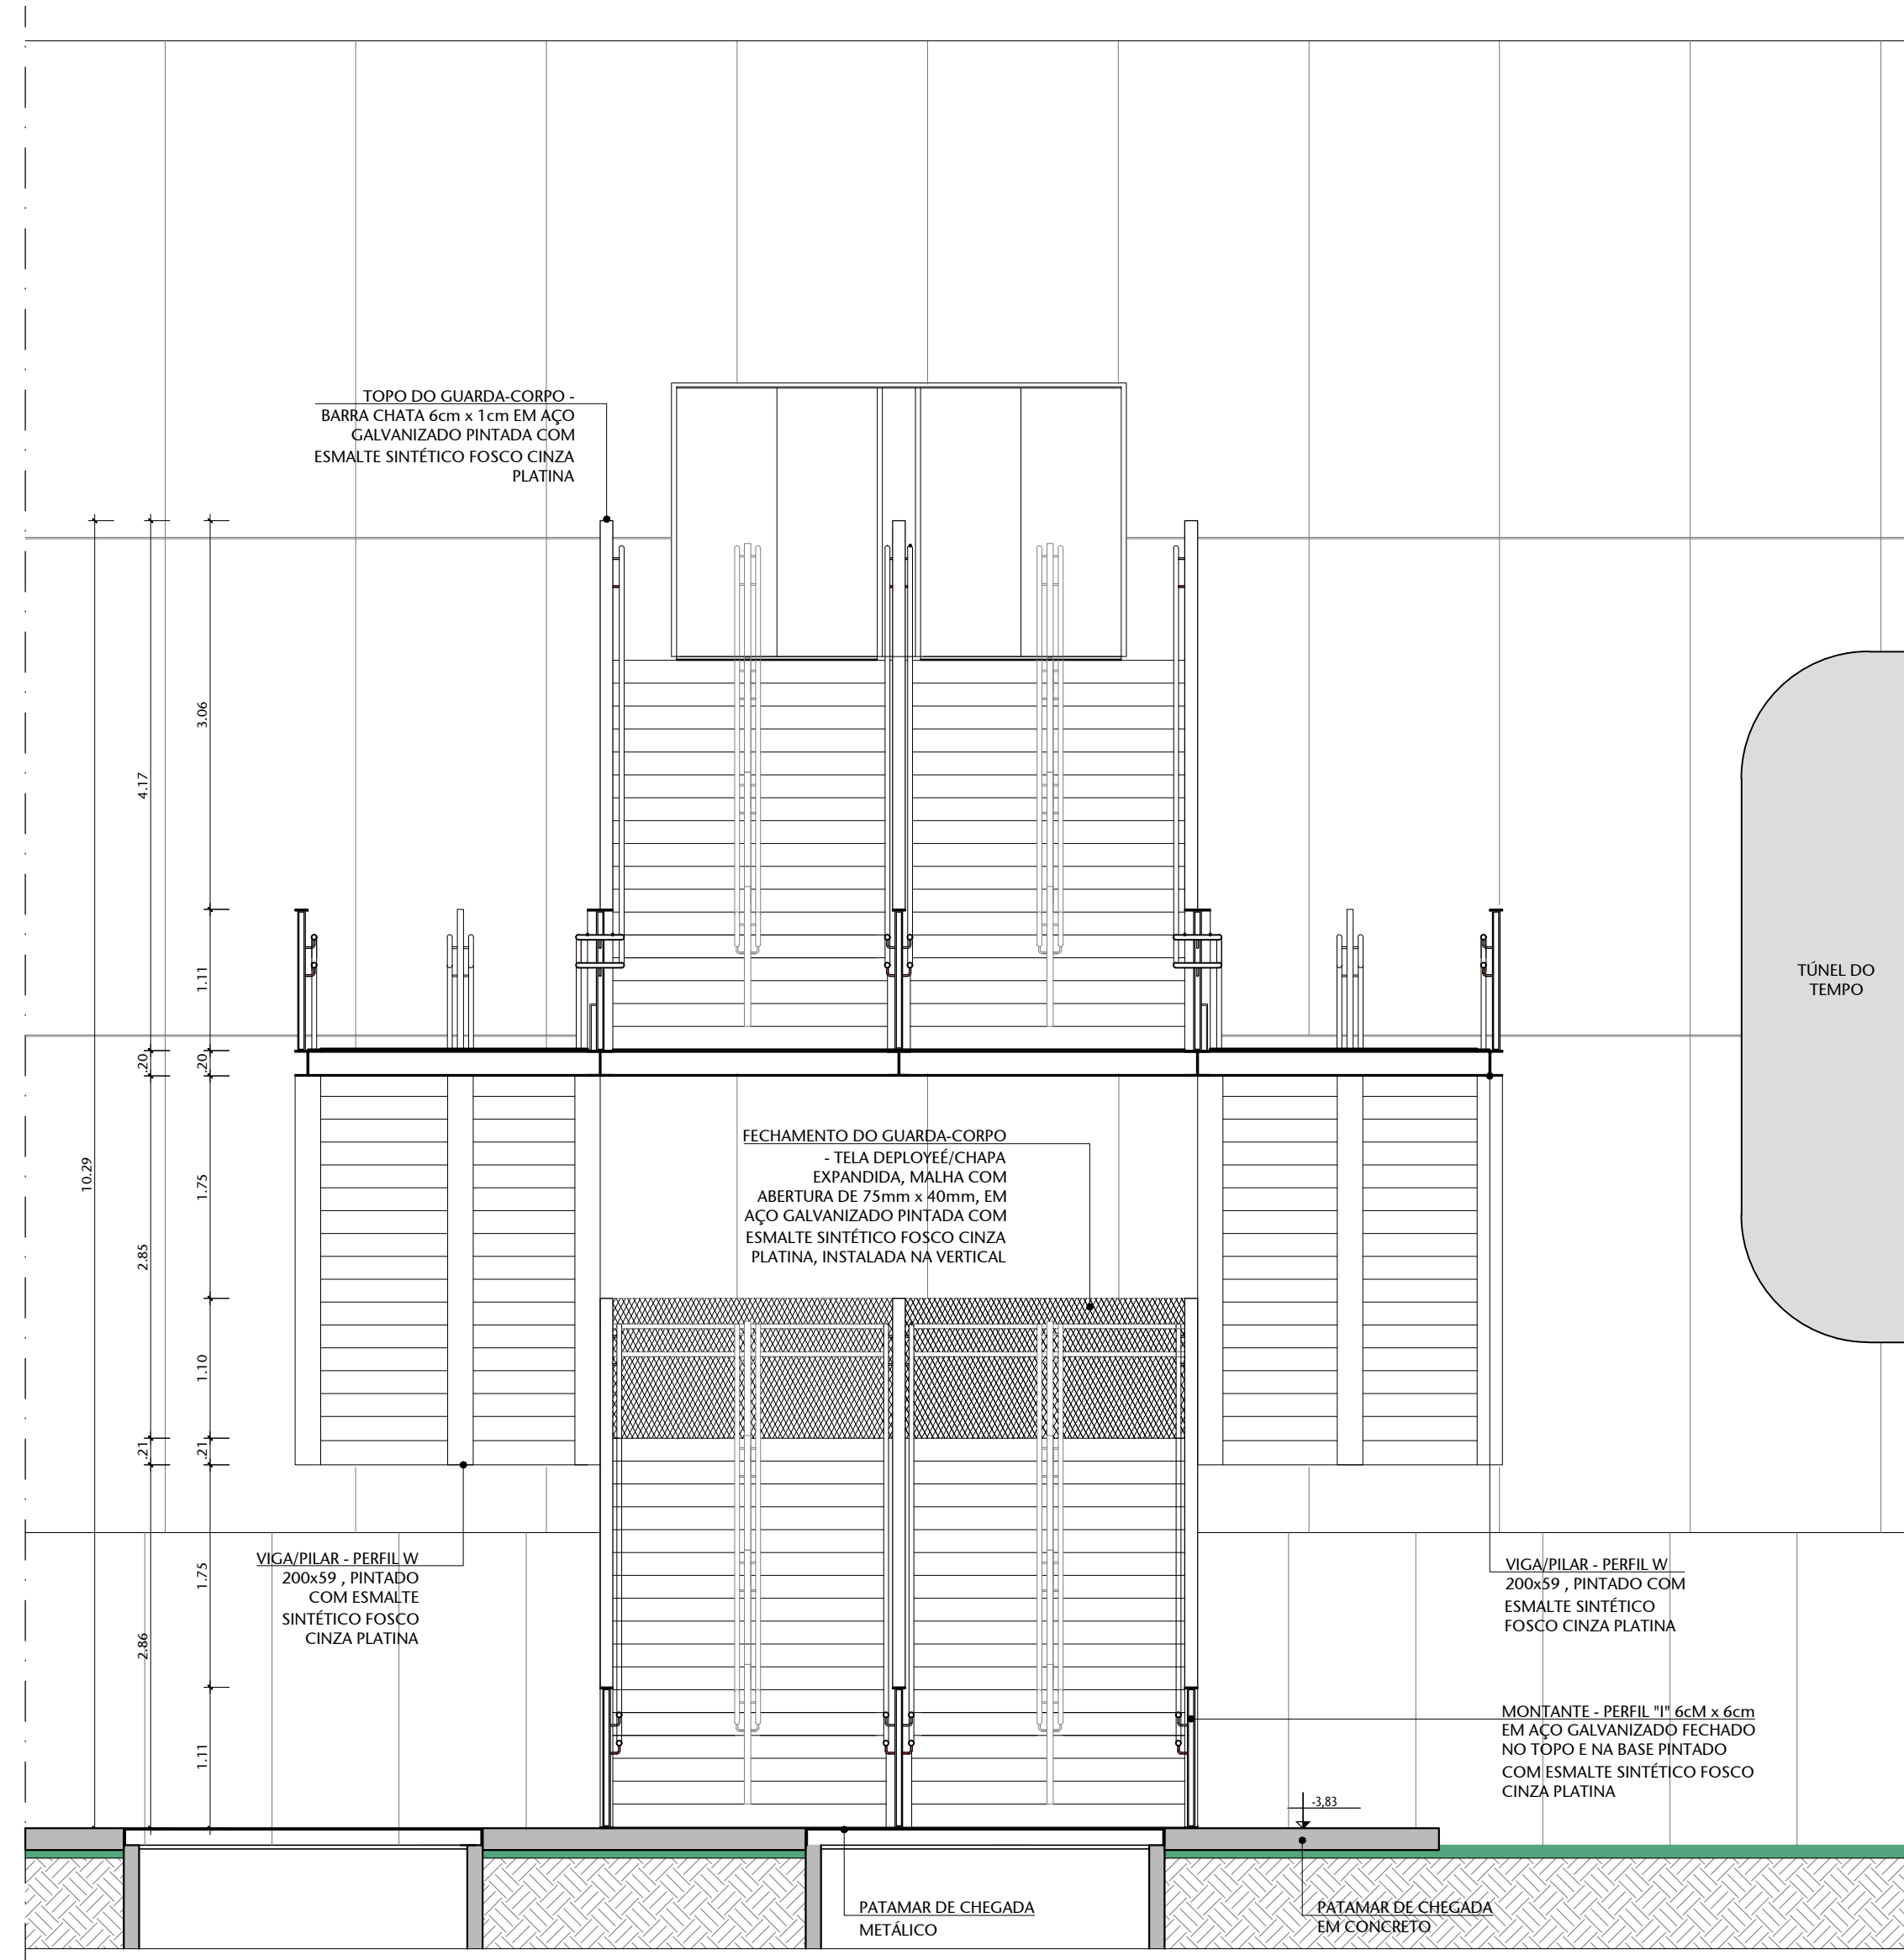 TOPO DO GUARDA-CORPO -
BARRA CHATA 6cm x 1cm EM AÇO
GALVANIZADO PINTADA COM
ESMALTE SINTÉTICO FOSCO CINZA
PLATINA
3.06
4.17
1.11
TÚNEL DO
TEMPO
.20
.20
FECHAMENTO DO GUARDA-CORPO
- TELA DEPLOYEÉ/CHAPA
EXPANDIDA, MALHA COM
ABERTURA DE 75mm x 40mm, EM
AÇO GALVANIZADO PINTADA COM
ESMALTE SINTÉTICO FOSCO CINZA
PLATINA, INSTALADA NA VERTICAL
10.29
1.75
2.85
1.10
.21
.21
VIGA/PILAR - PERFIL W
200x59 , PINTADO
COM ESMALTE
SINTÉTICO FOSCO
CINZA PLATINA
VIGA/PILAR - PERFIL W
200x59 , PINTADO COM
ESMALTE SINTÉTICO
FOSCO CINZA PLATINA
1.75
2.86
MONTANTE - PERFIL "I" 6cM x 6cm
EM AÇO GALVANIZADO FECHADO
NO TOPO E NA BASE PINTADO
COM ESMALTE SINTÉTICO FOSCO
CINZA PLATINA
1.11
-3,83
PATAMAR DE CHEGADA
METÁLICO
PATAMAR DE CHEGADA
EM CONCRETO